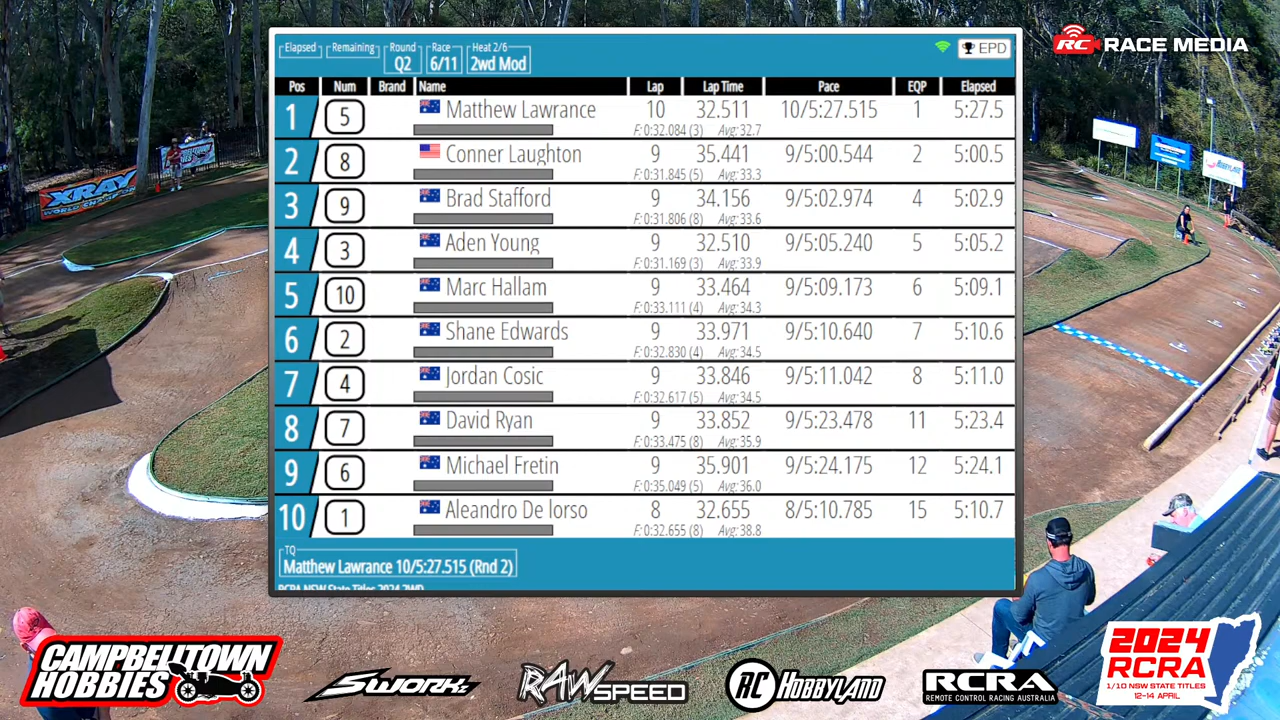 RC RACE MEDIA
Elapsed Remaining Round Q2 Race 6/11 Heat 2/6 2wd Mod EPD
Pos Num Brand Name Lap Lap Time Pace EQP Elapsed
1 5 Matthew Lawrance 10 32.511 10/5:27.515 1 5:27.5
F: 0:32.084 (3) Avg: 32.7
2 8 Conner Laughton 9 35.441 9/5:00.544 2 5:00.5
F: 0:31.845 (5) Avg: 33.3
3 9 Brad Stafford 9 34.156 9/5:02.974 4 5:02.9
F: 0:31.806 (8) Avg: 33.6
4 3 Aden Young 9 32.510 9/5:05.240 5 5:05.2
F: 0:31.169 (3) Avg: 33.9
5 10 Marc Hallam 9 33.464 9/5:09.173 6 5:09.1
F: 0:33.111 (4) Avg: 34.3
6 2 Shane Edwards 9 33.971 9/5:10.640 7 5:10.6
F: 0:32.830 (4) Avg: 34.5
7 4 Jordan Cosic 9 33.846 9/5:11.042 8 5:11.0
F: 0:32.617 (5) Avg: 34.5
8 7 David Ryan 9 33.852 9/5:23.478 11 5:23.4
F: 0:33.475 (8) Avg: 35.9
9 6 Michael Fretin 9 35.901 9/5:24.175 12 5:24.1
F: 0:35.049 (5) Avg: 36.0
10 1 Aleandro De lorso 8 32.655 8/5:10.785 15 5:10.7
F: 0:32.655 (8) Avg: 38.8
TQ
Matthew Lawrance 10/5:27.515 (Rnd 2)
RCRA NSW State Titles 2024 2WD
XRAY
WORLD CHAMPION
CAMPBELLTOWN
HOBBIES
SWORKz
RAW SPEED
RC HOBBYLAND
RCRA
REMOTE CONTROL RACING AUSTRALIA
2024
RCRA
1/10 NSW STATE TITLES
12-14 APRIL